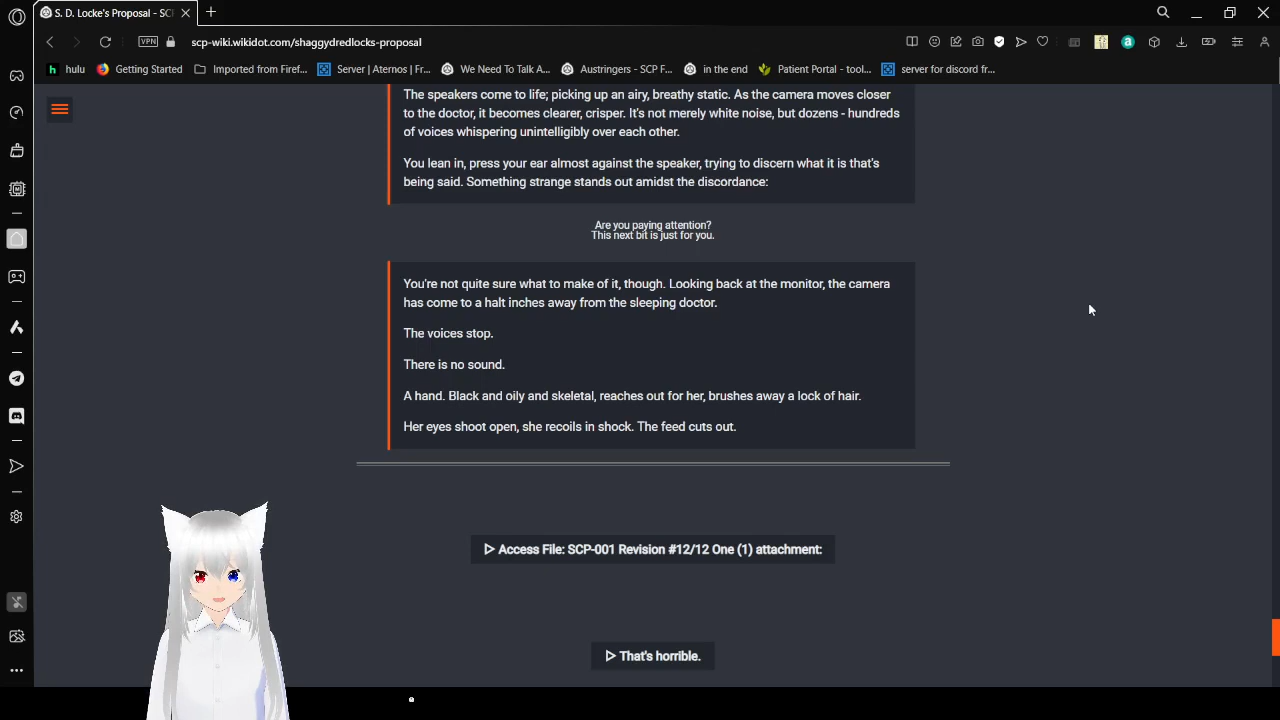 S. D. Locke's Proposal - SC
scp-wiki.wikidot.com/shaggydredlocks-proposal
VPN
hulu
Getting Started
Imported from Firef...
Server | Aternos | Fr...
We Need To Talk A...
Austringers - SCP F...
in the end
Patient Portal - tool...
server for discord fr...
The speakers come to life; picking up an airy, breathy static. As the camera moves closer
to the doctor, it becomes clearer, crisper. It's not merely white noise, but dozens - hundreds
of voices whispering unintelligibly over each other.
You lean in, press your ear almost against the speaker, trying to discern what it is that's
being said. Something strange stands out amidst the discordance:
Are you paying attention?
This next bit is just for you.
You're not quite sure what to make of it, though. Looking back at the monitor, the camera
has come to a halt inches away from the sleeping doctor.
The voices stop.
There is no sound.
A hand. Black and oily and skeletal, reaches out for her, brushes away a lock of hair.
Her eyes shoot open, she recoils in shock. The feed cuts out.
▷ Access File: SCP-001 Revision #12/12 One (1) attachment:
▷ That's horrible.